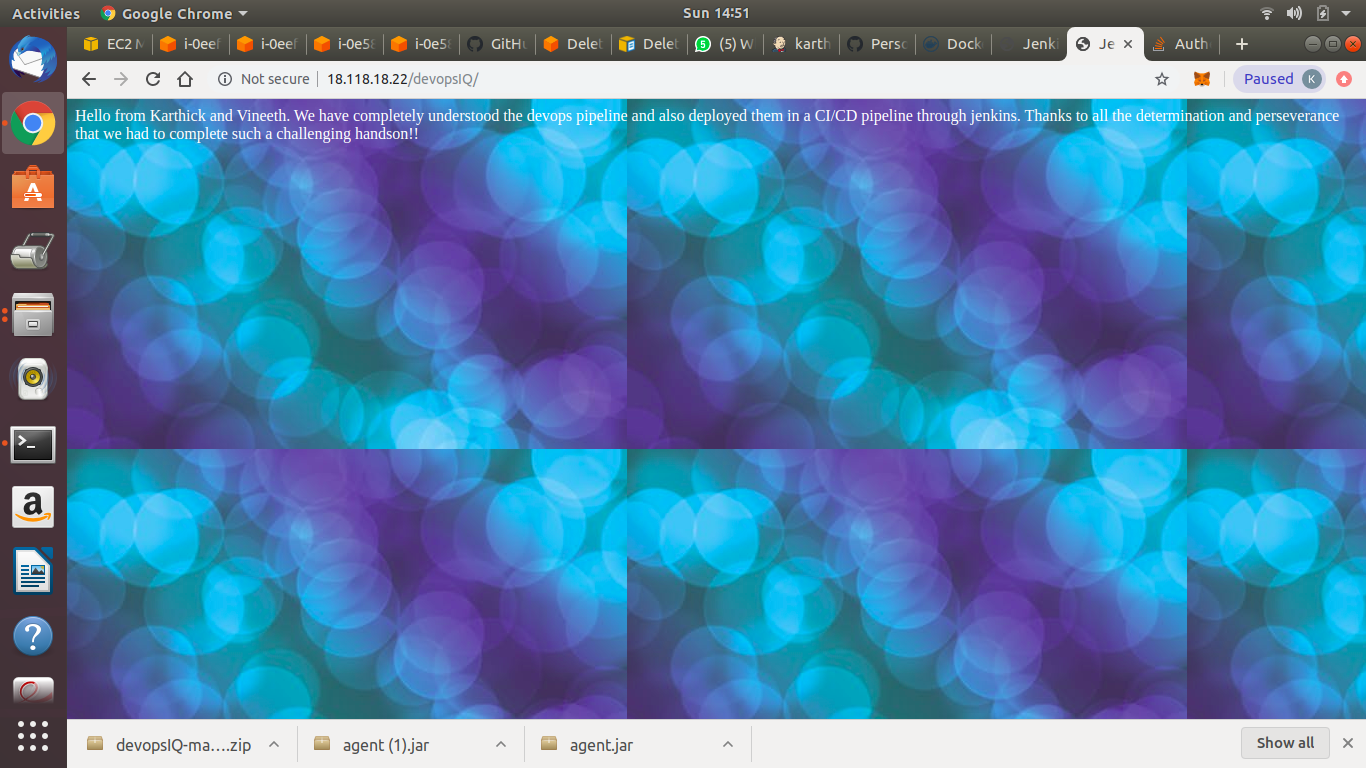 Activities
Google Chrome
Sun 14:51
EC2 M
i-0eef
i-0eef
i-0e58
i-0e58
GitHu
Delet
Delet
(5) W
karth
Perso
Dock
Jenki
Je
Auth
Not secure
18.118.18.22/devopsIQ/
Paused
K
Hello from Karthick and Vineeth. We have completely understood the devops pipeline and also deployed them in a CI/CD pipeline through jenkins. Thanks to all the determination and perseverance
that we had to complete such a challenging handson!!
devopsIQ-ma....zip
agent (1).jar
agent.jar
Show all